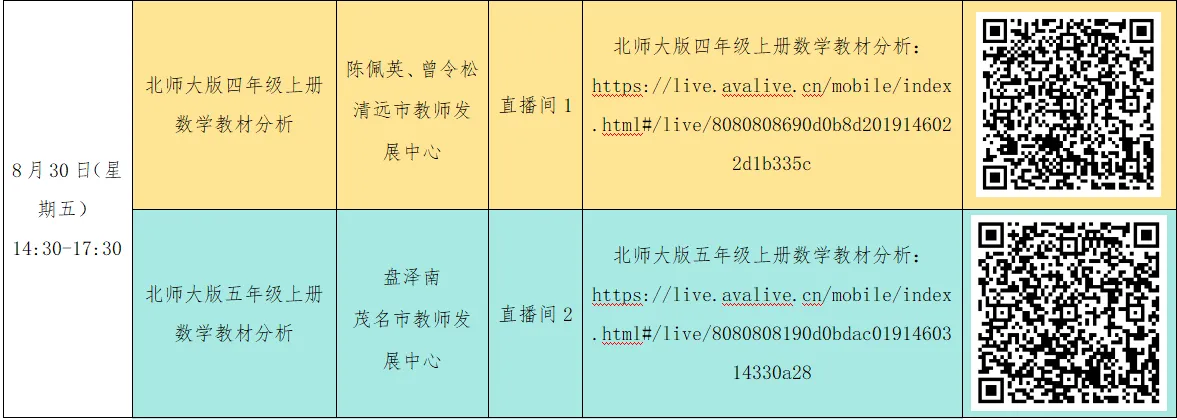 8月30日(星
期五)
14:30-17:30
北师大版四年级上册
数学教材分析
陈佩英、曾令松
清远市教师发
展中心
直播间1
北师大版四年级上册数学教材分析：
https://live.avalive.cn/mobile/index
.html#/live/8080808690d0b8d201914602
2d1b335c
北师大版五年级上册
数学教材分析
盘泽南
茂名市教师发
展中心
直播间2
北师大版五年级上册数学教材分析：
https://live.avalive.cn/mobile/index
.html#/live/8080808190d0bdac01914603
14330a28